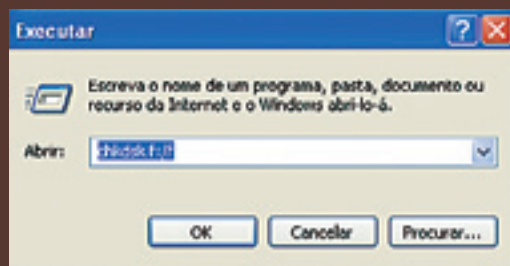 Executar
Escreva o nome de um programa, pasta, documento ou
recurso da Internet e o Windows abri-lo-á.
Abrir:
OK Cancelar Procurar...